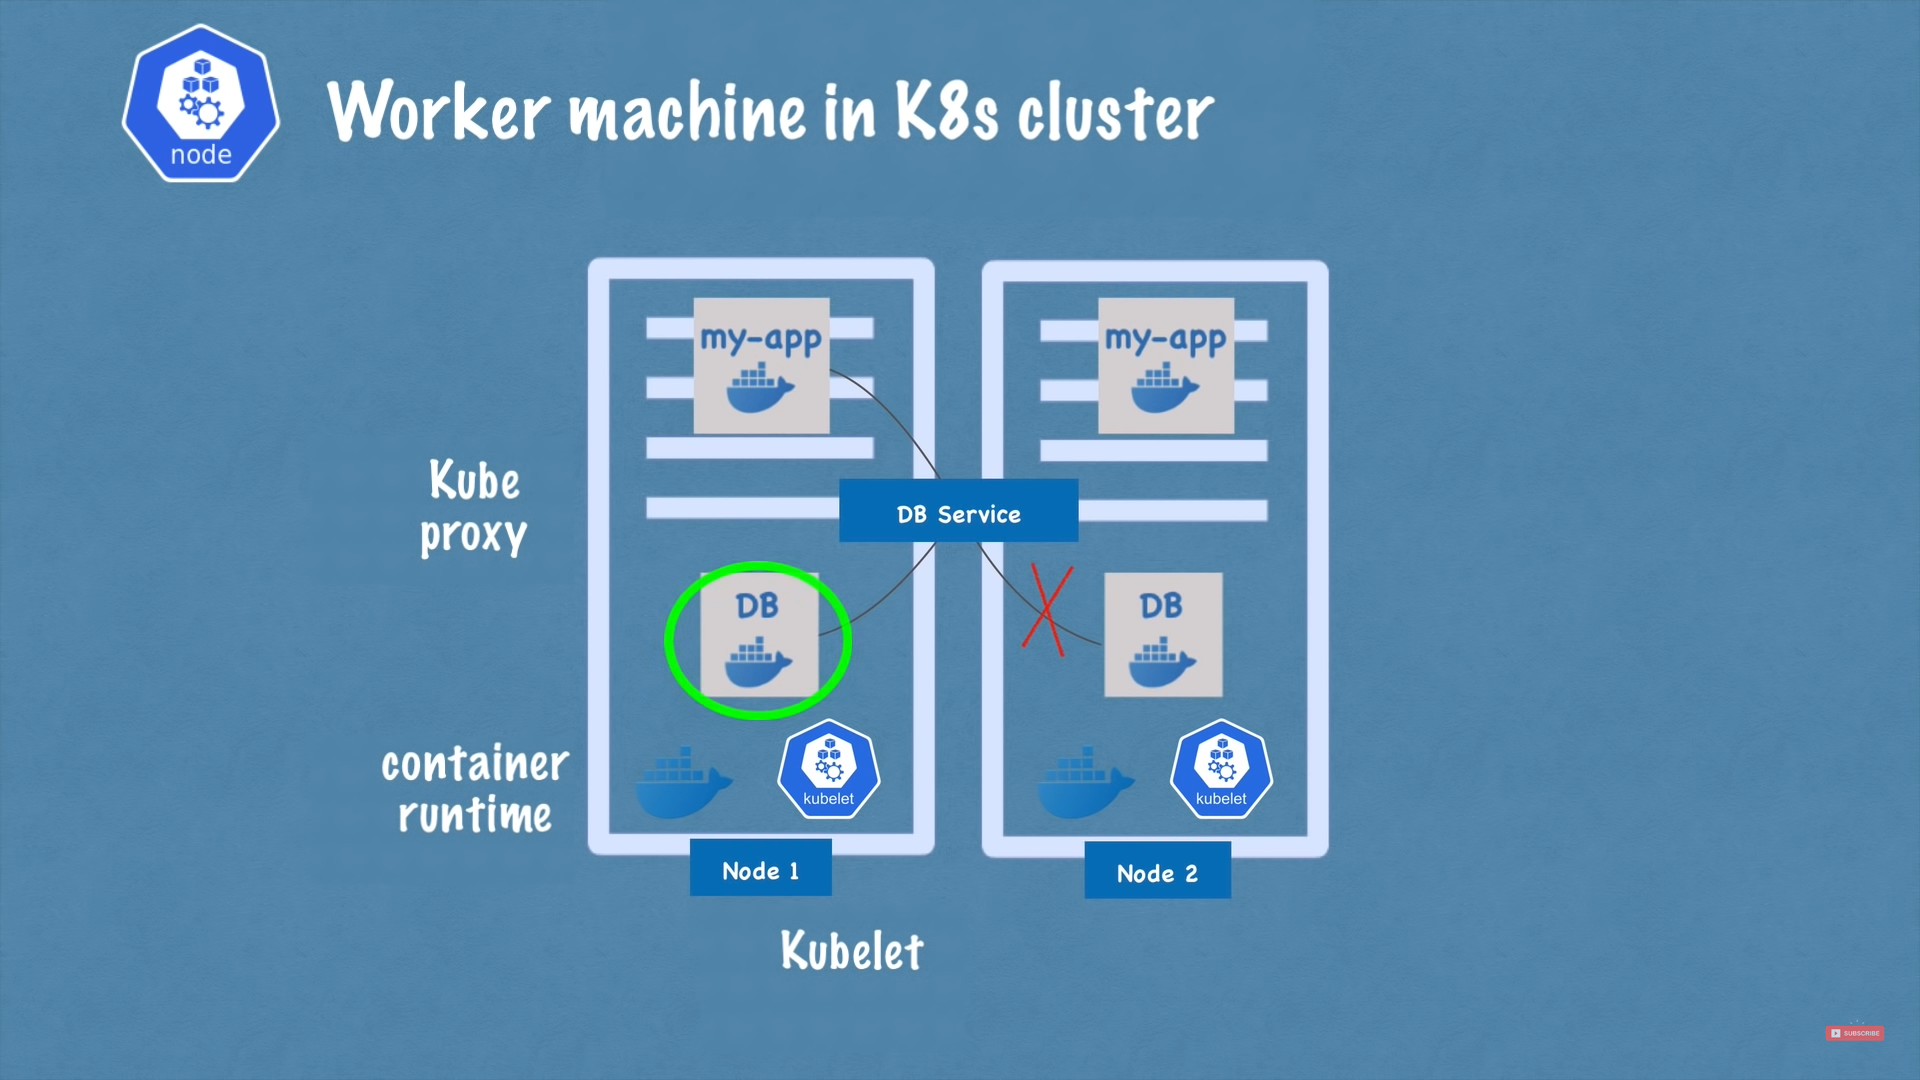 node
Worker machine in K8s cluster
my-app
my-app
Kube
proxy
DB Service
DB
DB
container
runtime
kubelet
kubelet
Node 1
Node 2
Kubelet
SUBSCRIBE